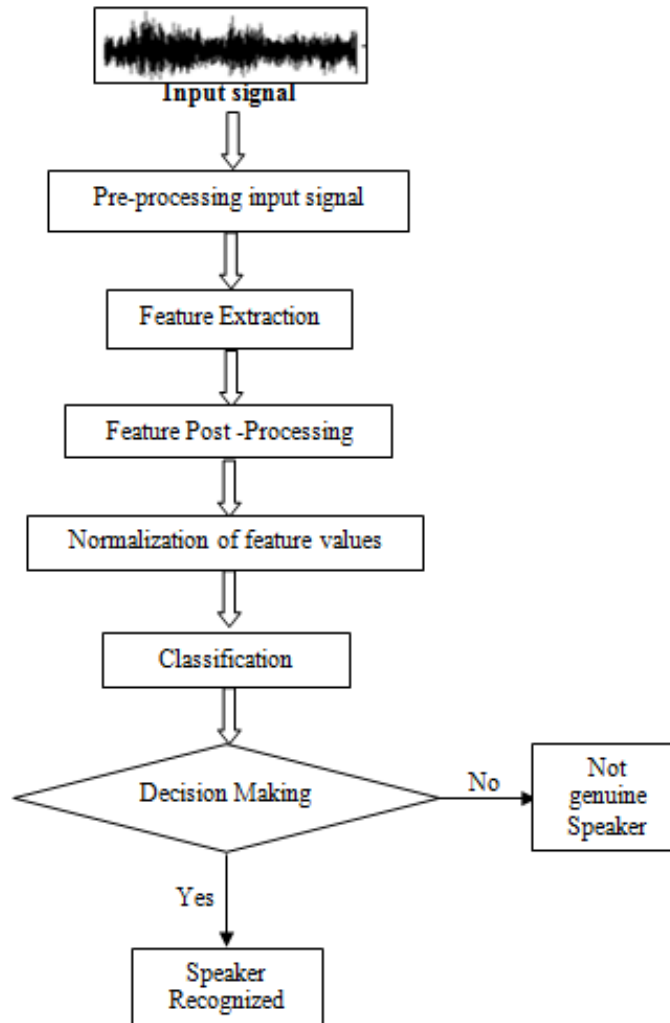 Input signal
Pre-processing input signal
Feature Extraction
Feature Post -Processing
Normalization of feature values
Classification
Decision Making
No
Not
genuine
Speaker
Yes
Speaker
Recognized